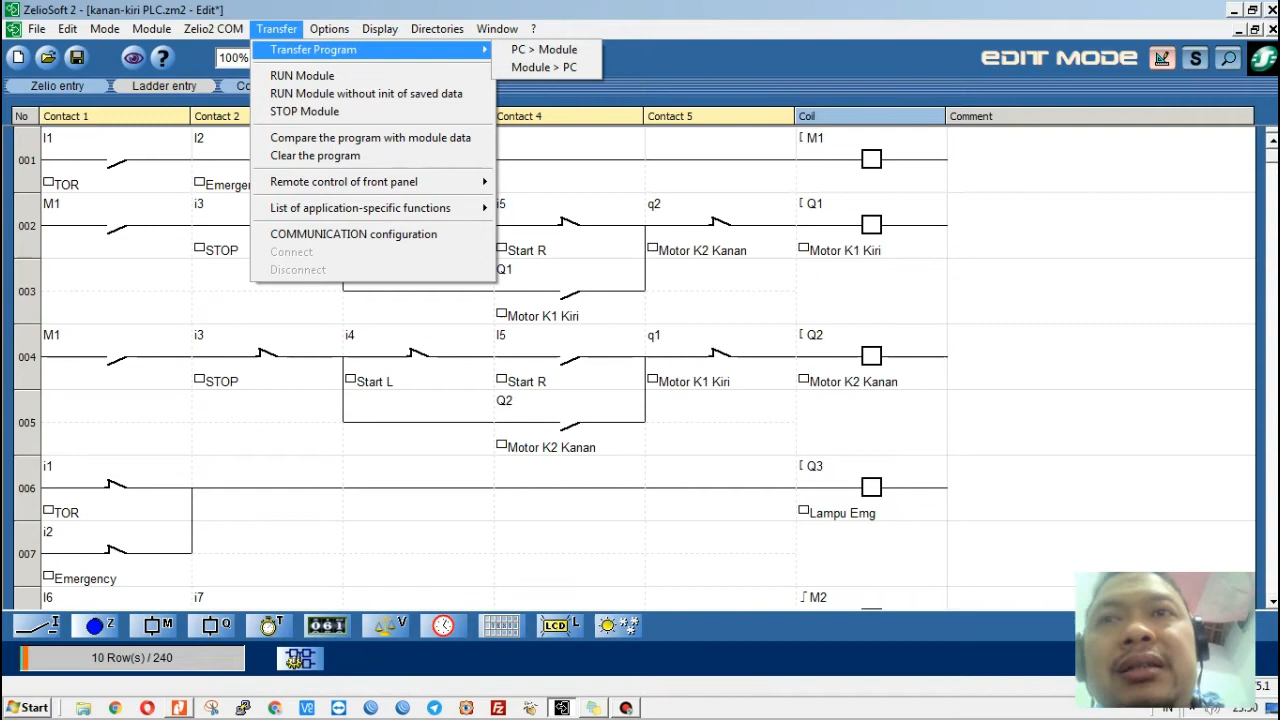 ZelioSoft 2 - [kanan-kiri PLC.zm2 - Edit*]
File Edit Mode Module Zelio2 COM Transfer Options Display Directories Window ?
Transfer Program
PC > Module
Module > PC
100%
EDIT MODE
S
RUN Module
RUN Module without init of saved data
STOP Module
Compare the program with module data
Clear the program
Remote control of front panel
List of application-specific functions
COMMUNICATION configuration
Connect
Disconnect
Zelio entry Ladder entry
No Contact 1 Contact 2 Contact 4 Contact 5 Coil Comment
I1 I2 [ M1
001
TOR
M1 i3 i5 q2 [ Q1
002
STOP Start R Motor K2 Kanan Motor K1 Kiri
Q1
003
Motor K1 Kiri
M1 i3 i4 I5 q1 [ Q2
004
STOP Start L Start R Motor K1 Kiri Motor K2 Kanan
Q2
005
Motor K2 Kanan
i1 [ Q3
006
TOR Lampu Emg
i2
007
Emergency
I6 i7 M2
I Z M Q T 061 V LCD L
10 Row(s) / 240
Start